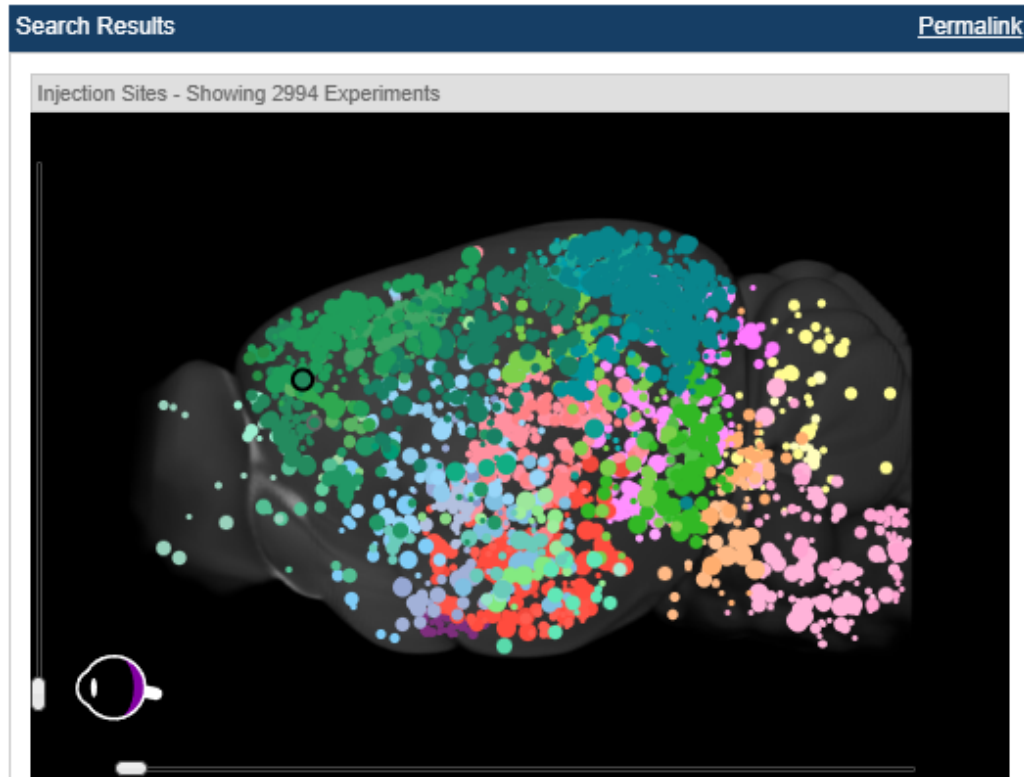 Search Results
Permalink
Injection Sites - Showing 2994 Experiments